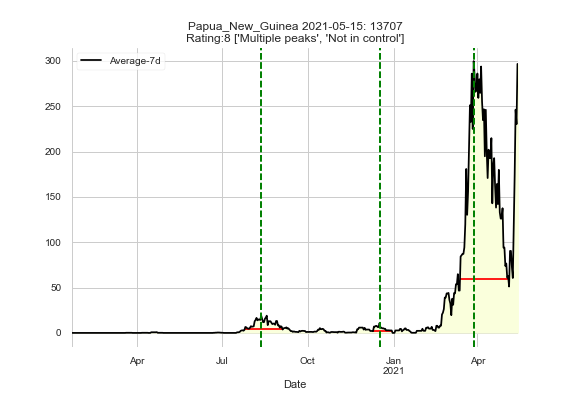 Papua_New_Guinea 2021-05-15: 13707
Rating:8 ['Multiple peaks', 'Not in control']
Average-7d
300
250
200
150
100
50
0
Apr
Jul
Oct
Jan
2021
Apr
Date